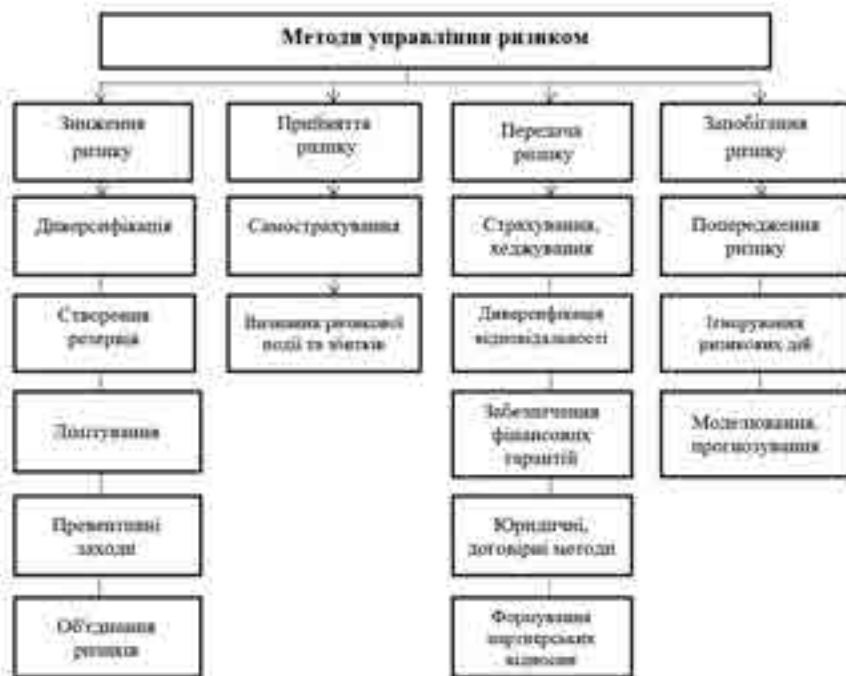 Методи управління ризиком
Зниження
ризику
Прийняття
ризику
Передача
ризику
Запобігання
ризику
Диверсифікація
Самострахування
Страхування,
хеджування
Попередження
ризику
Створення
резервів
Визнання ризикової
події та збитків
Диверсифікація
відповідальності
Ігнорування
ризикових дій
Лімітування
Забезпечення
фінансових
гарантій
Моделювання,
прогнозування
Превентивні
заходи
Юридичні,
договірні методи
Об'єднання
ризиків
Формування
партнерських
відносин